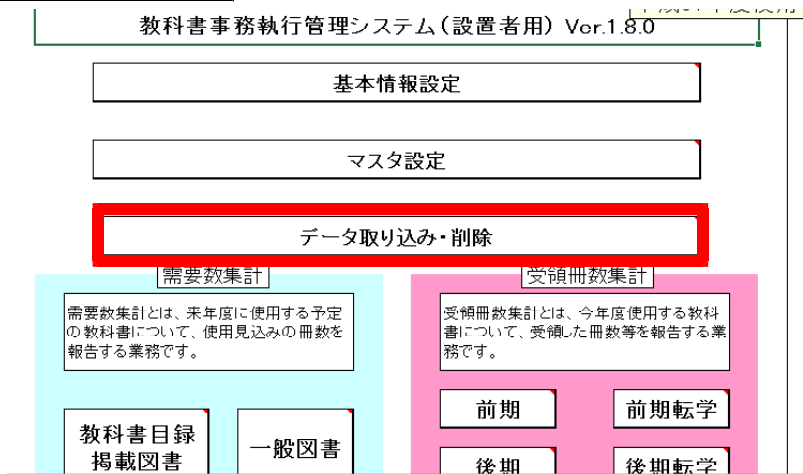 教科書事務執行管理システム(設置者用) Ver.1.8.0
基本情報設定
マスタ設定
データ取り込み・削除
需要数集計
需要数集計とは、来年度に使用する予定
の教科書について、使用見込みの冊数を
報告する業務です。
教科書目録
掲載図書
一般図書
受領冊数集計
受領冊数集計とは、今年度使用する教科
書について、受領した冊数等を報告する業
務です。
前期
前期転学
後期
後期転学